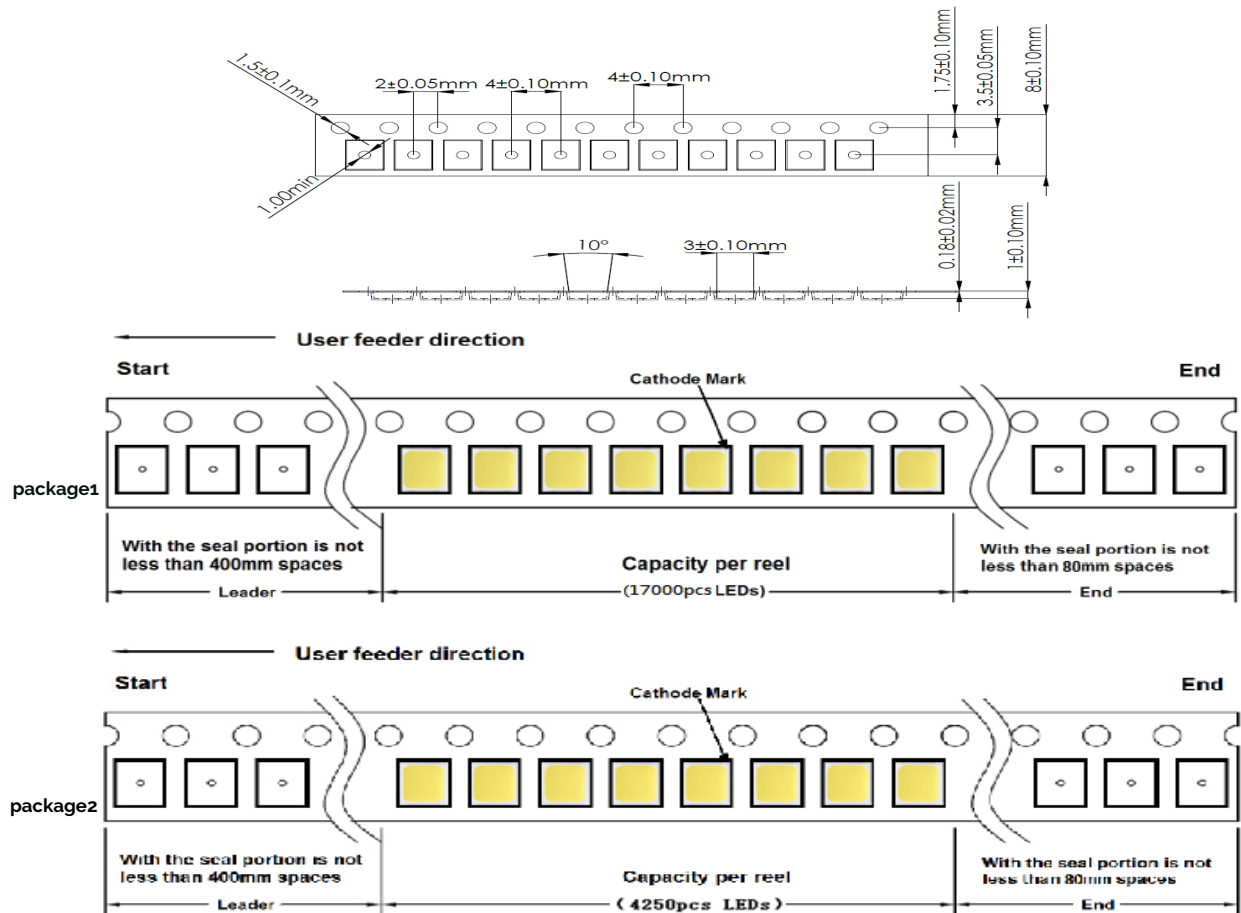 1.5±0.1mm
2±0.05mm
4±0.10mm
4±0.10mm
1.75±0.10mm
3.5±0.05mm
8±0.10mm
1.00min
10°
3±0.10mm
0.18±0.02mm
1±0.10mm
User feeder direction
Start
End
Cathode Mark
package1
With the seal portion is not
less than 400mm spaces
Capacity per reel
With the seal portion is not
less than 80mm spaces
Leader
(17000pcs LEDs)
End
User feeder direction
Start
End
Cathode Mark
package2
With the seal portion is not
less than 400mm spaces
Capacity per reel
With the seal portion is not
less than 80mm spaces
Leader
(4250pcs LEDs)
End